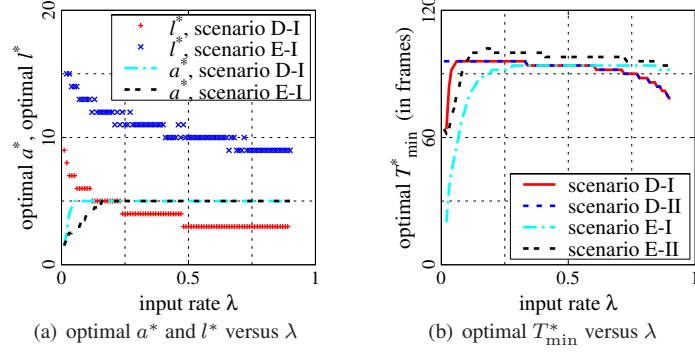 20
10
0
0
0.5
1
optimal a*, optimal l*
input rate λ
l*, scenario D-I
l*, scenario E-I
a*, scenario D-I
a*, scenario E-I
(a) optimal a* and l* versus λ
120
60
0
0
0.5
1
optimal T*min (in frames)
input rate λ
scenario D-I
scenario D-II
scenario E-I
scenario E-II
(b) optimal T*min versus λ